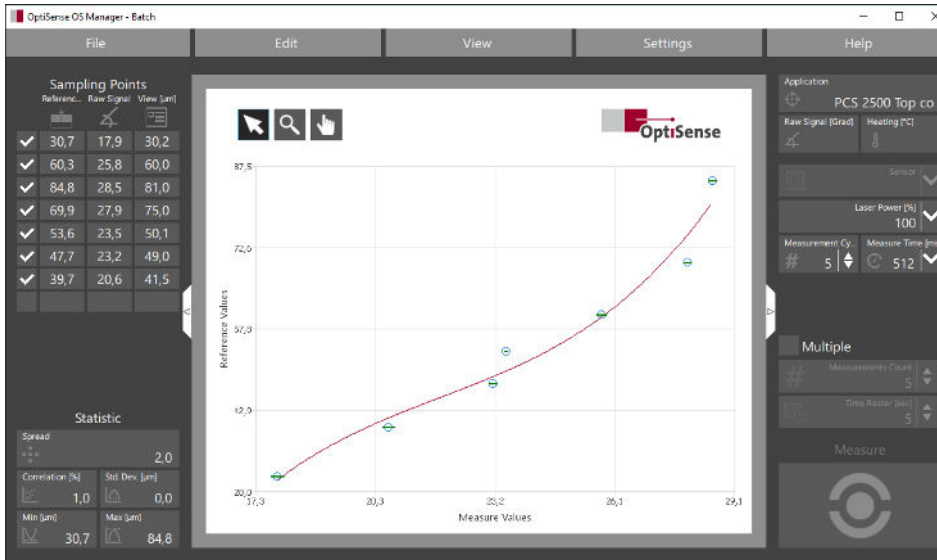 OptiSense OS Manager - Batch
File Edit View Settings Help
Sampling Points
Referenc... Raw Signal View [µm]
30,7 17,9 30,2
60,3 25,8 60,0
84,8 28,5 81,0
69,9 27,9 75,0
53,6 23,5 50,1
47,7 23,2 49,0
39,7 20,6 41,5
Statistic
Spread
2,0
Correlation [%] Std. Dev. [µm]
1,0 0,0
Min [µm] Max [µm]
30,7 84,8
OptiSense
87,5
72,6
57,8
42,0
20,0
Reference Values
17,3 20,3 23,2 26,1 29,1
Measure Values
Application
PCS 2500 Top co
Raw Signal [Grad] Heating [°C]
Sensor
Laser Power [%]
100
Measurement Cy... Measure Time [ms
# 5 512
Multiple
Measurements Count
# 5
Time Raster [sec]
5
Measure